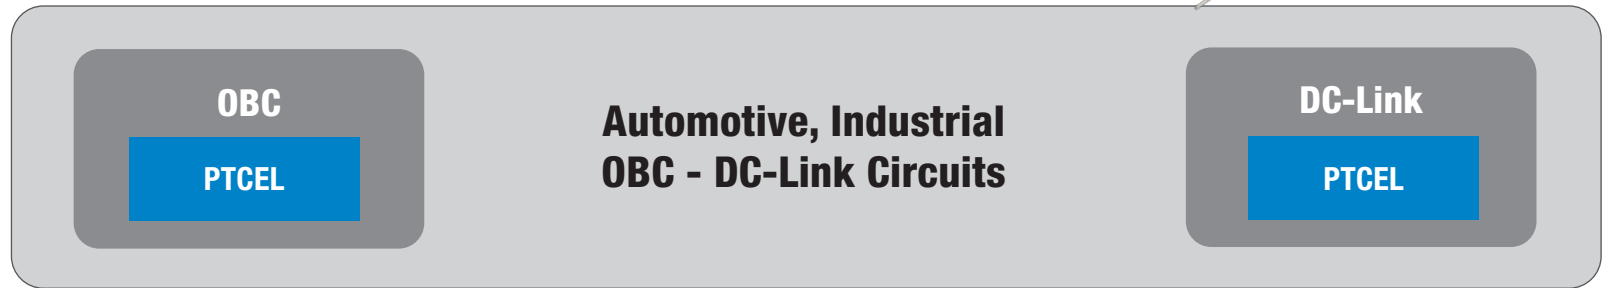 OBC
PTCEL
Automotive, Industrial
OBC - DC-Link Circuits
DC-Link
PTCEL